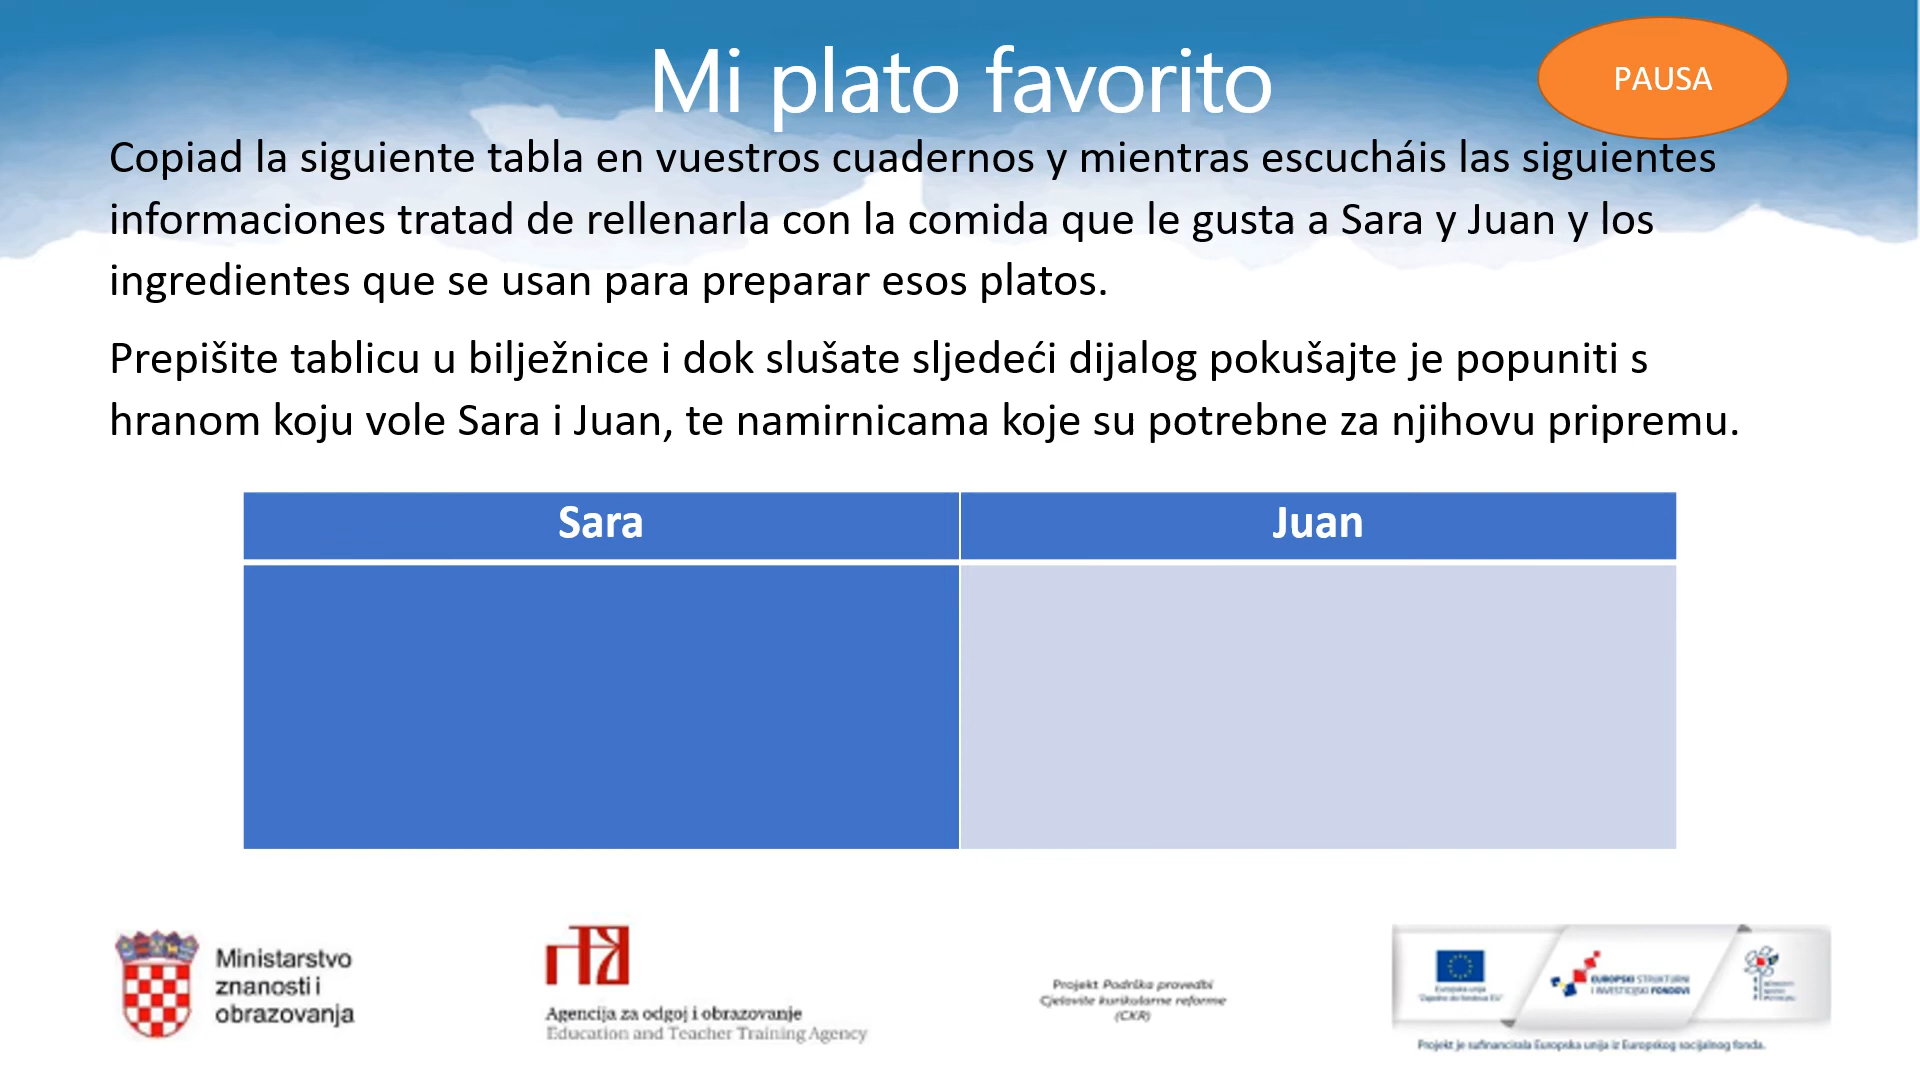 Mi plato favorito
PAUSA
Copiad la siguiente tabla en vuestros cuadernos y mientras escucháis las siguientes
informaciones tratad de rellenarla con la comida que le gusta a Sara y Juan y los
ingredientes que se usan para preparar esos platos.
Prepišite tablicu u bilježnice i dok slušate sljedeći dijalog pokušajte je popuniti s
hranom koju vole Sara i Juan, te namirnicama koje su potrebne za njihovu pripremu.
Sara
Juan
Ministarstvo
znanosti i
obrazovanja
Agencija za odgoj i obrazovanje
Education and Teacher Training Agency
Projekt Podrška provedbi
Cjelovite kurikularne reforme
(CKR)
EUROPSKI STRUKTURNI
I INVESTICIJSKI FONDOVI
Projekt je sufinancirala Europska unija iz Europskog socijalnog fonda.